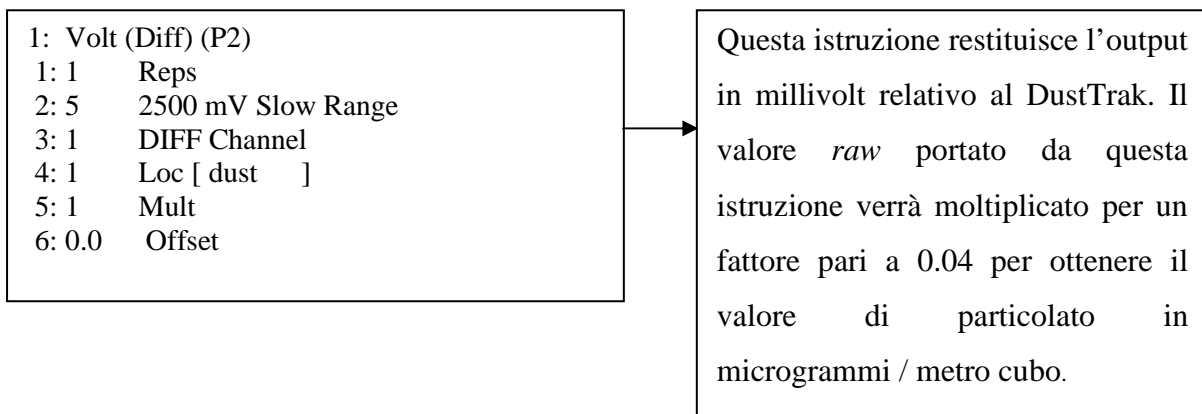 1: Volt (Diff) (P2)
1: 1 Reps
2: 5 2500 mV Slow Range
3: 1 DIFF Channel
4: 1 Loc [ dust ]
5: 1 Mult
6: 0.0 Offset
Questa istruzione restituisce l’output
in millivolt relativo al DustTrak. Il
valore raw portato da questa
istruzione verrà moltiplicato per un
fattore pari a 0.04 per ottenere il
valore di particolato in
microgrammi / metro cubo.